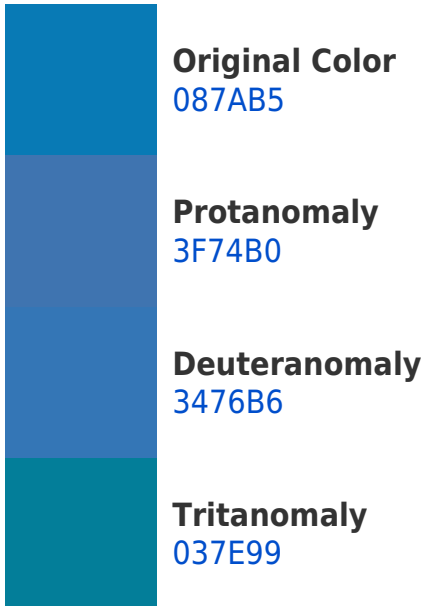 Original Color
087AB5
Protanomaly
3F74B0
Deuteranomaly
3476B6
Tritanomaly
037E99